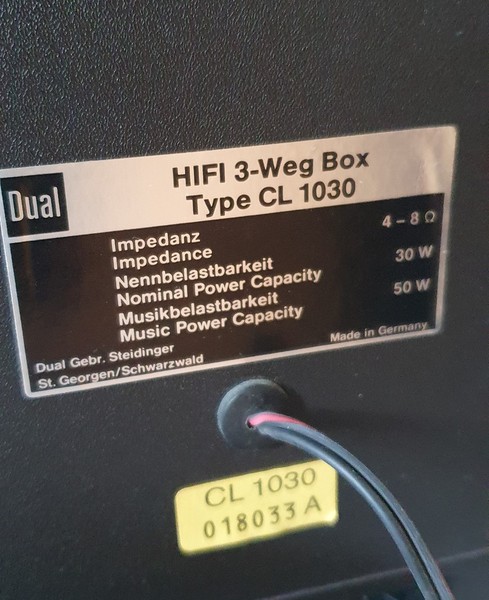 Dual
HIFI 3-Weg Box
Type CL 1030
Impedanz
Impedance 4 – 8 Ω
Nennbelastbarkeit
Nominal Power Capacity 30 W
Musikbelastbarkeit
Music Power Capacity 50 W
Dual Gebr. Steidinger
St. Georgen/Schwarzwald
Made in Germany
CL 1030
018033 A